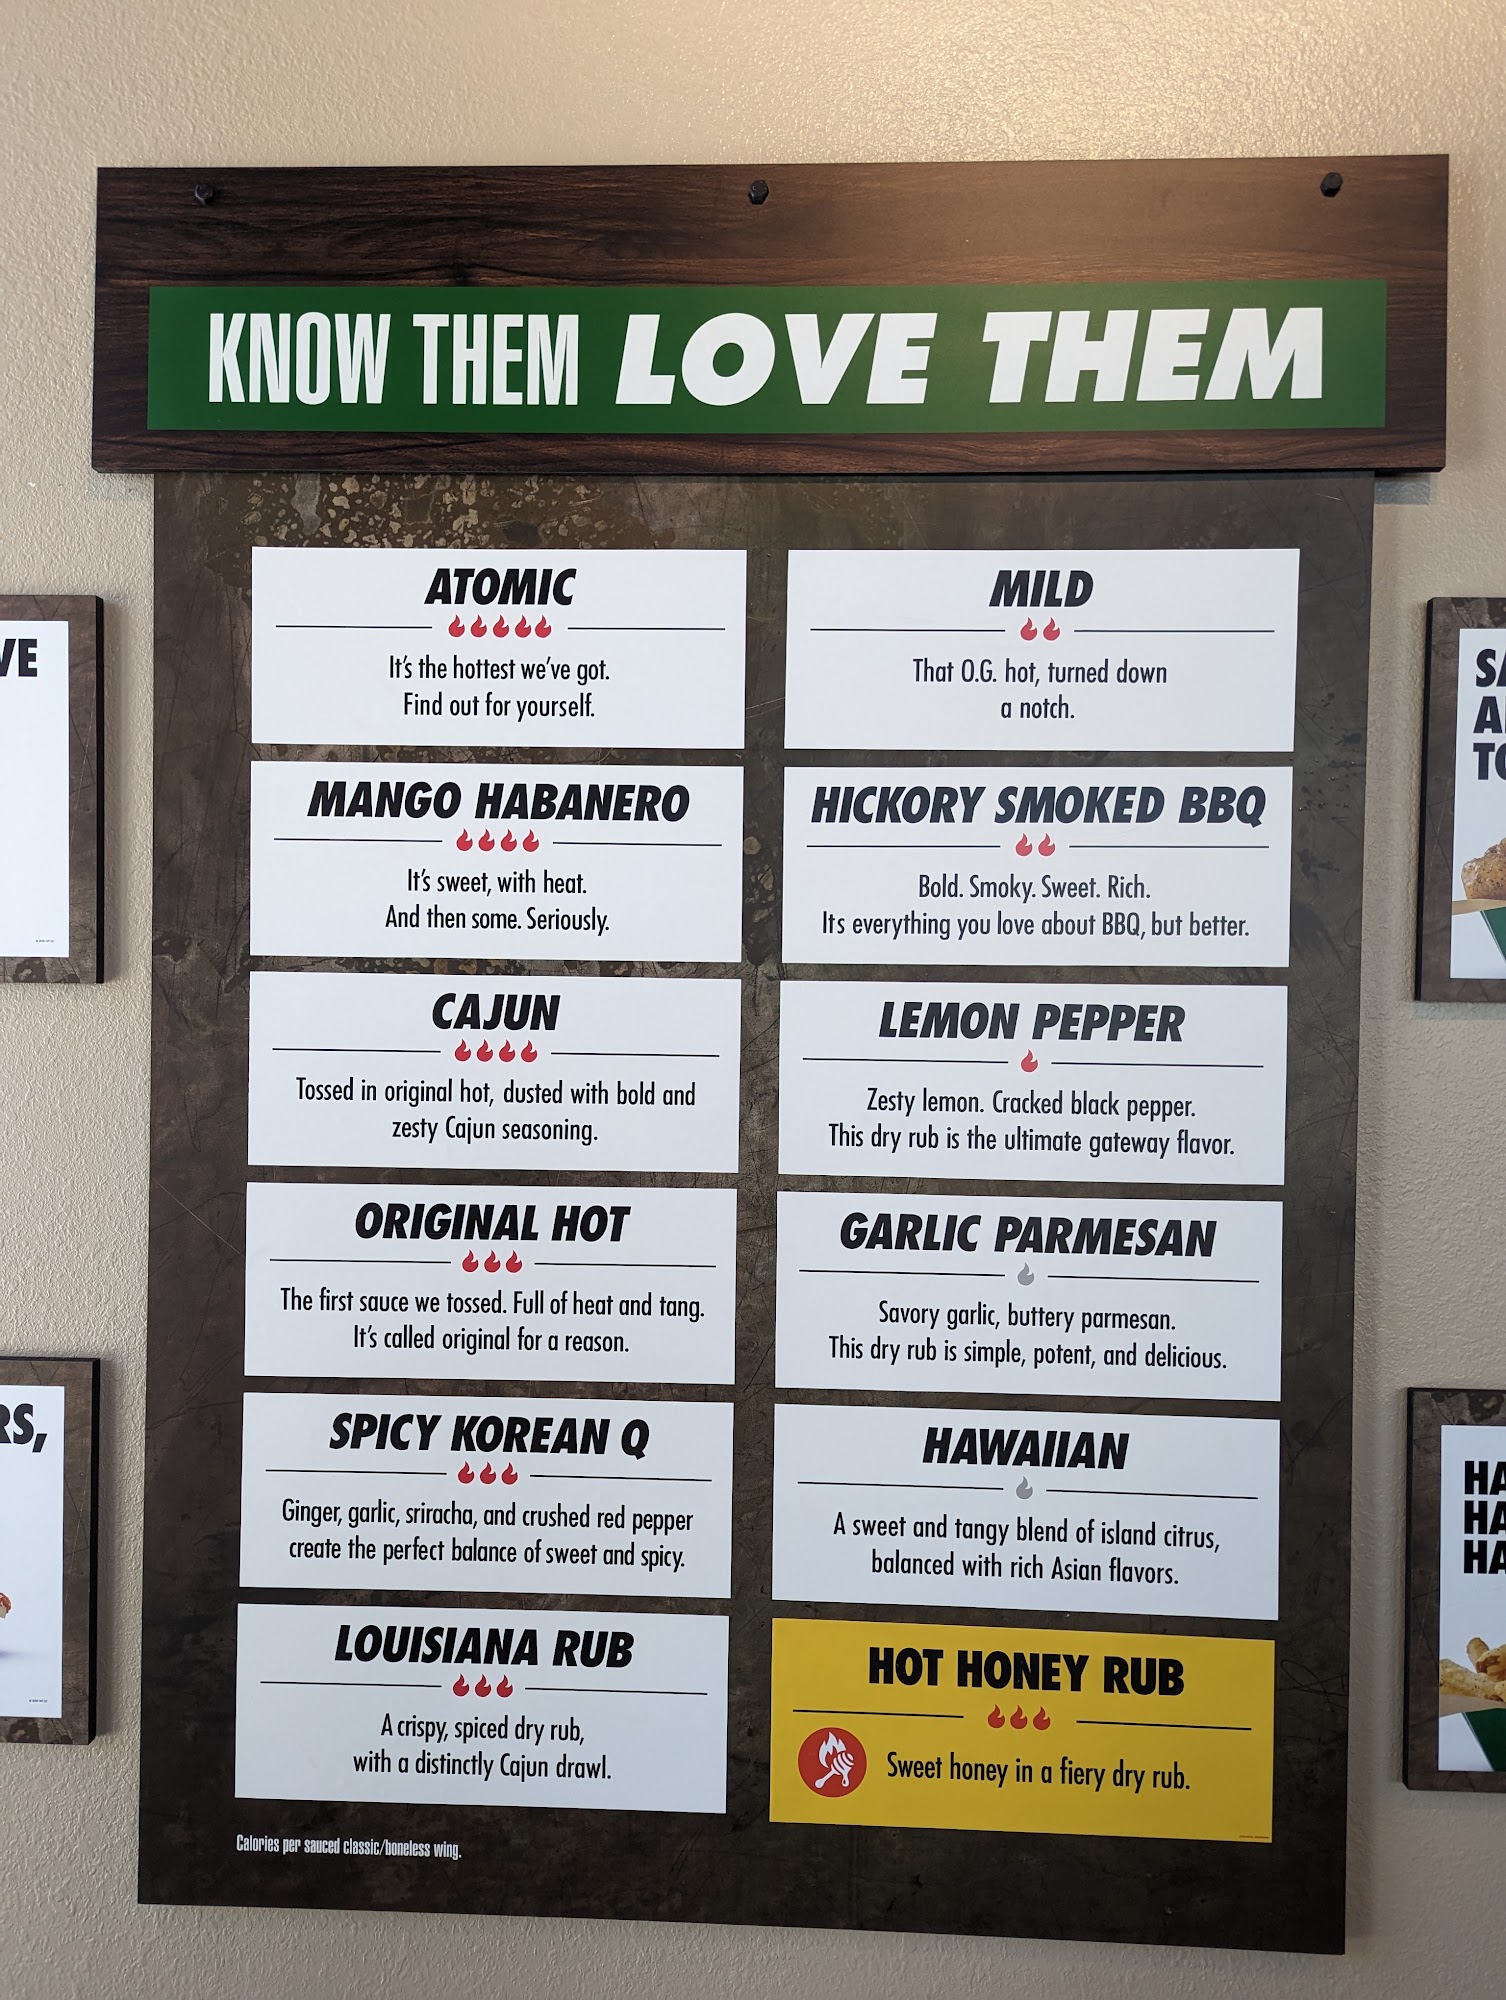 KNOW THEM LOVE THEM
ATOMIC
It's the hottest we've got.
Find out for yourself.
MANGO HABANERO
It's sweet, with heat.
And then some. Seriously.
CAJUN
Tossed in original hot, dusted with bold and
zesty Cajun seasoning.
ORIGINAL HOT
The first sauce we tossed. Full of heat and tang.
It's called original for a reason.
SPICY KOREAN Q
Ginger, garlic, sriracha, and crushed red pepper
create the perfect balance of sweet and spicy.
LOUISIANA RUB
A crispy, spiced dry rub,
with a distinctly Cajun drawl.
MILD
That O.G. hot, turned down
a notch.
HICKORY SMOKED BBQ
Bold. Smoky. Sweet. Rich.
Its everything you love about BBQ, but better.
LEMON PEPPER
Zesty lemon. Cracked black pepper.
This dry rub is the ultimate gateway flavor.
GARLIC PARMESAN
Savory garlic, buttery parmesan.
This dry rub is simple, potent, and delicious.
HAWAIIAN
A sweet and tangy blend of island citrus,
balanced with rich Asian flavors.
HOT HONEY RUB
Sweet honey in a fiery dry rub.
Calories per sauced classic/boneless wing.
VE
RS,
SA
TO
HA
HA
HA